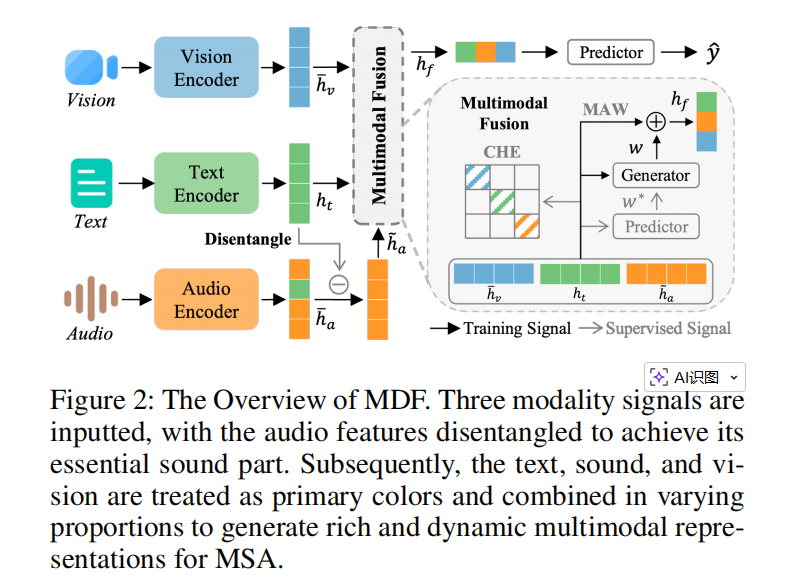 Vision
Vision
Encoder
h̄ᵥ
Multimodal Fusion
h_f
Predictor
ŷ
Text
Text
Encoder
hₜ
Disentangle
h̃ₐ
Audio
Audio
Encoder
h̄ₐ
Multimodal
Fusion
MAW
h_f
CHE
w
Generator
w*
Predictor
h̄ᵥ hₜ h̃ₐ
Training Signal Supervised Signal
AI识图
Figure 2: The Overview of MDF. Three modality signals are
inputted, with the audio features disentangled to achieve its
essential sound part. Subsequently, the text, sound, and vi-
sion are treated as primary colors and combined in varying
proportions to generate rich and dynamic multimodal repre-
sentations for MSA.